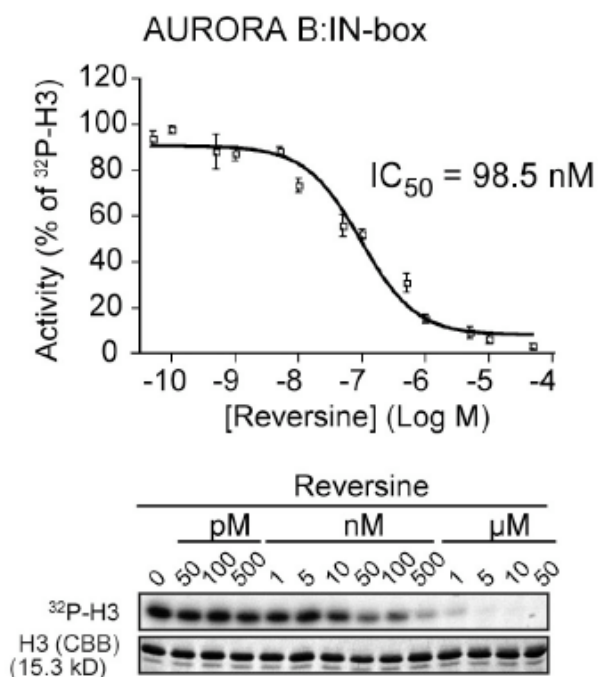 AURORA B:IN-box
Activity (% of ³²P-H3)
120
100
80
60
40
20
0
IC₅₀ = 98.5 nM
-10 -9 -8 -7 -6 -5 -4
[Reversine] (Log M)
Reversine
pM nM µM
0 50 100 500 1 5 10 50 100 500 1 5 10 50
³²P-H3
H3 (CBB)
(15.3 kD)